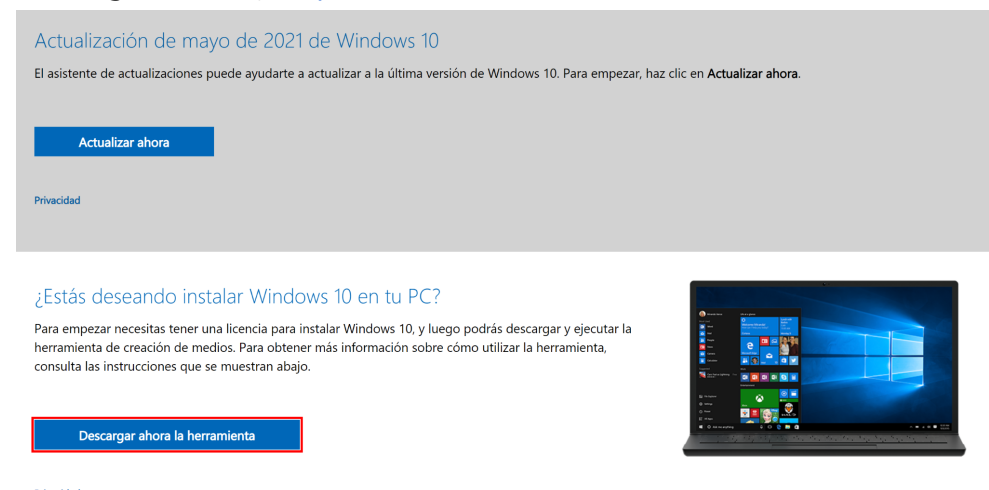 Actualización de mayo de 2021 de Windows 10
El asistente de actualizaciones puede ayudarte a actualizar a la última versión de Windows 10. Para empezar, haz clic en Actualizar ahora.
Actualizar ahora
Privacidad
¿Estás deseando instalar Windows 10 en tu PC?
Para empezar necesitas tener una licencia para instalar Windows 10, y luego podrás descargar y ejecutar la
herramienta de creación de medios. Para obtener más información sobre cómo utilizar la herramienta,
consulta las instrucciones que se muestran abajo.
Descargar ahora la herramienta